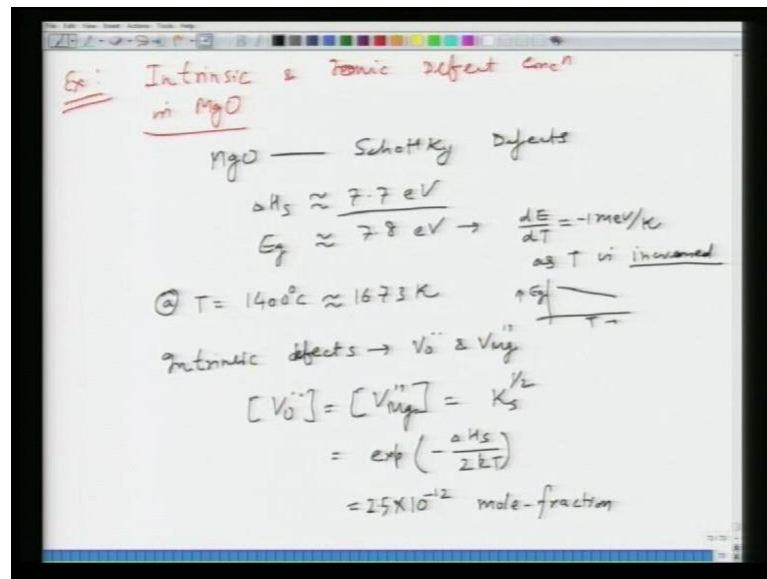 Ex: Intrinsic & Ionic Defect concⁿ
in MgO
MgO — Schottky Defects
ΔHs ≈ 7.7 eV
Eg ≈ 7.8 eV → dE/dT = -1 meV/K
as T is increased
@ T = 1400°C ≈ 1673 K
↑ Eg
T →
Intrinsic defects → Vo¨ & VMg''
[Vo¨] = [VMg''] = Ks^1/2
= exp (- ΔHs / 2kT)
= 2.5 × 10^-12 mole-fraction